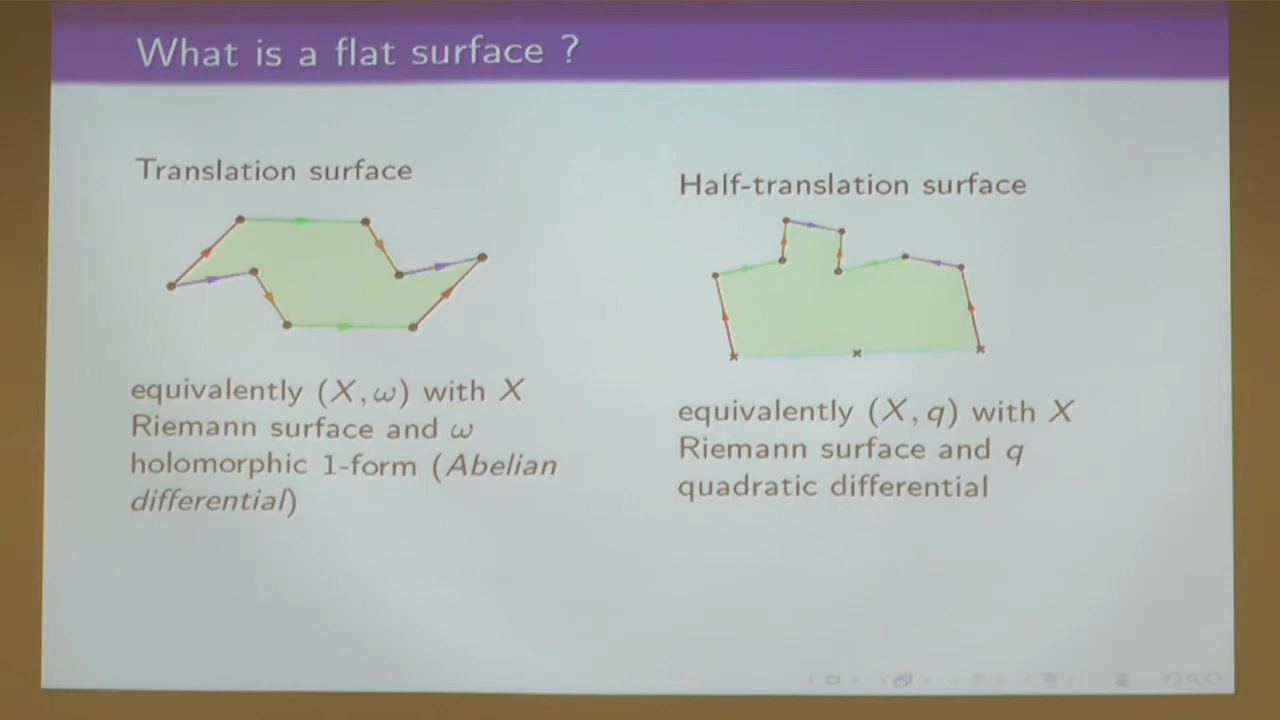 What is a flat surface ?
Translation surface
equivalently (X, ω) with X
Riemann surface and ω
holomorphic 1-form (Abelian
differential)
Half-translation surface
equivalently (X, q) with X
Riemann surface and q
quadratic differential